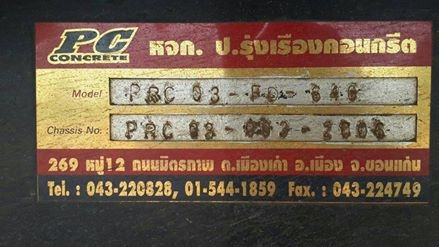 PC CONCRETE
หจก. ป.รุ่งเรืองคอนกรีต
Model : PRC 03-
Chassis No. :
269 หมู่12 ถนนมิตรภาพ ต.เมืองเก่า อ.เมือง จ.ขอนแก่น
Tel. : 043-220828, 01-544-1859 Fax. : 043-224749